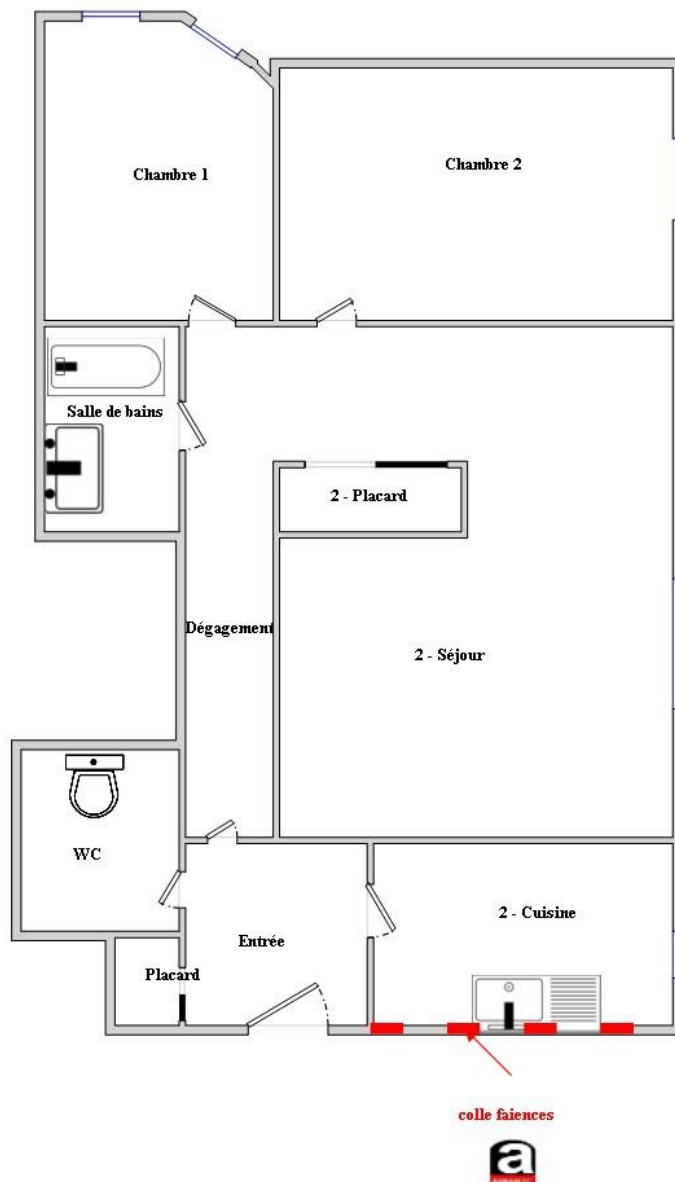 Chambre 1
Chambre 2
Salle de bains
2 - Placard
Dégagement
2 - Séjour
WC
2 - Cuisine
Entrée
Placard
colle faiences
a